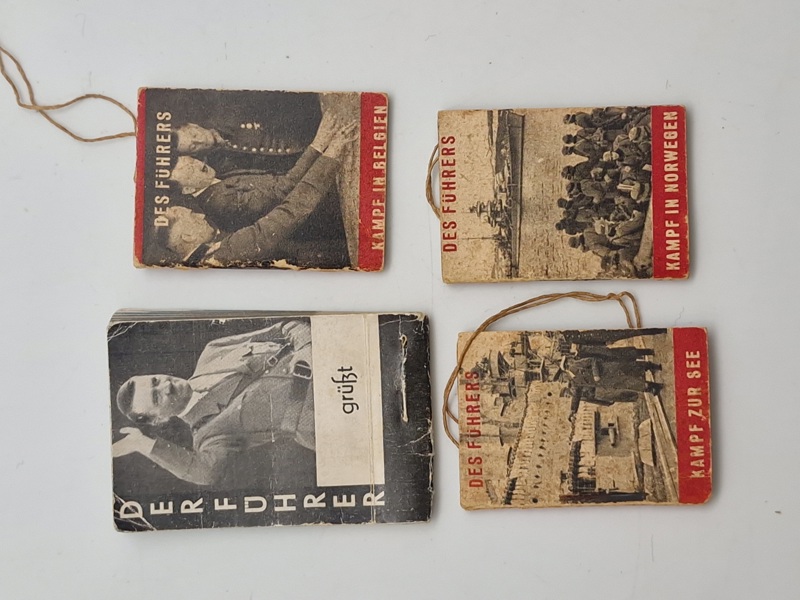 DES FÜHRERS
KAMPF IN BELGIEN
DES FÜHRERS
KAMPF IN NORWEGEN
DER FÜHRER
grüßt
DES FÜHRERS
KAMPF ZUR SEE